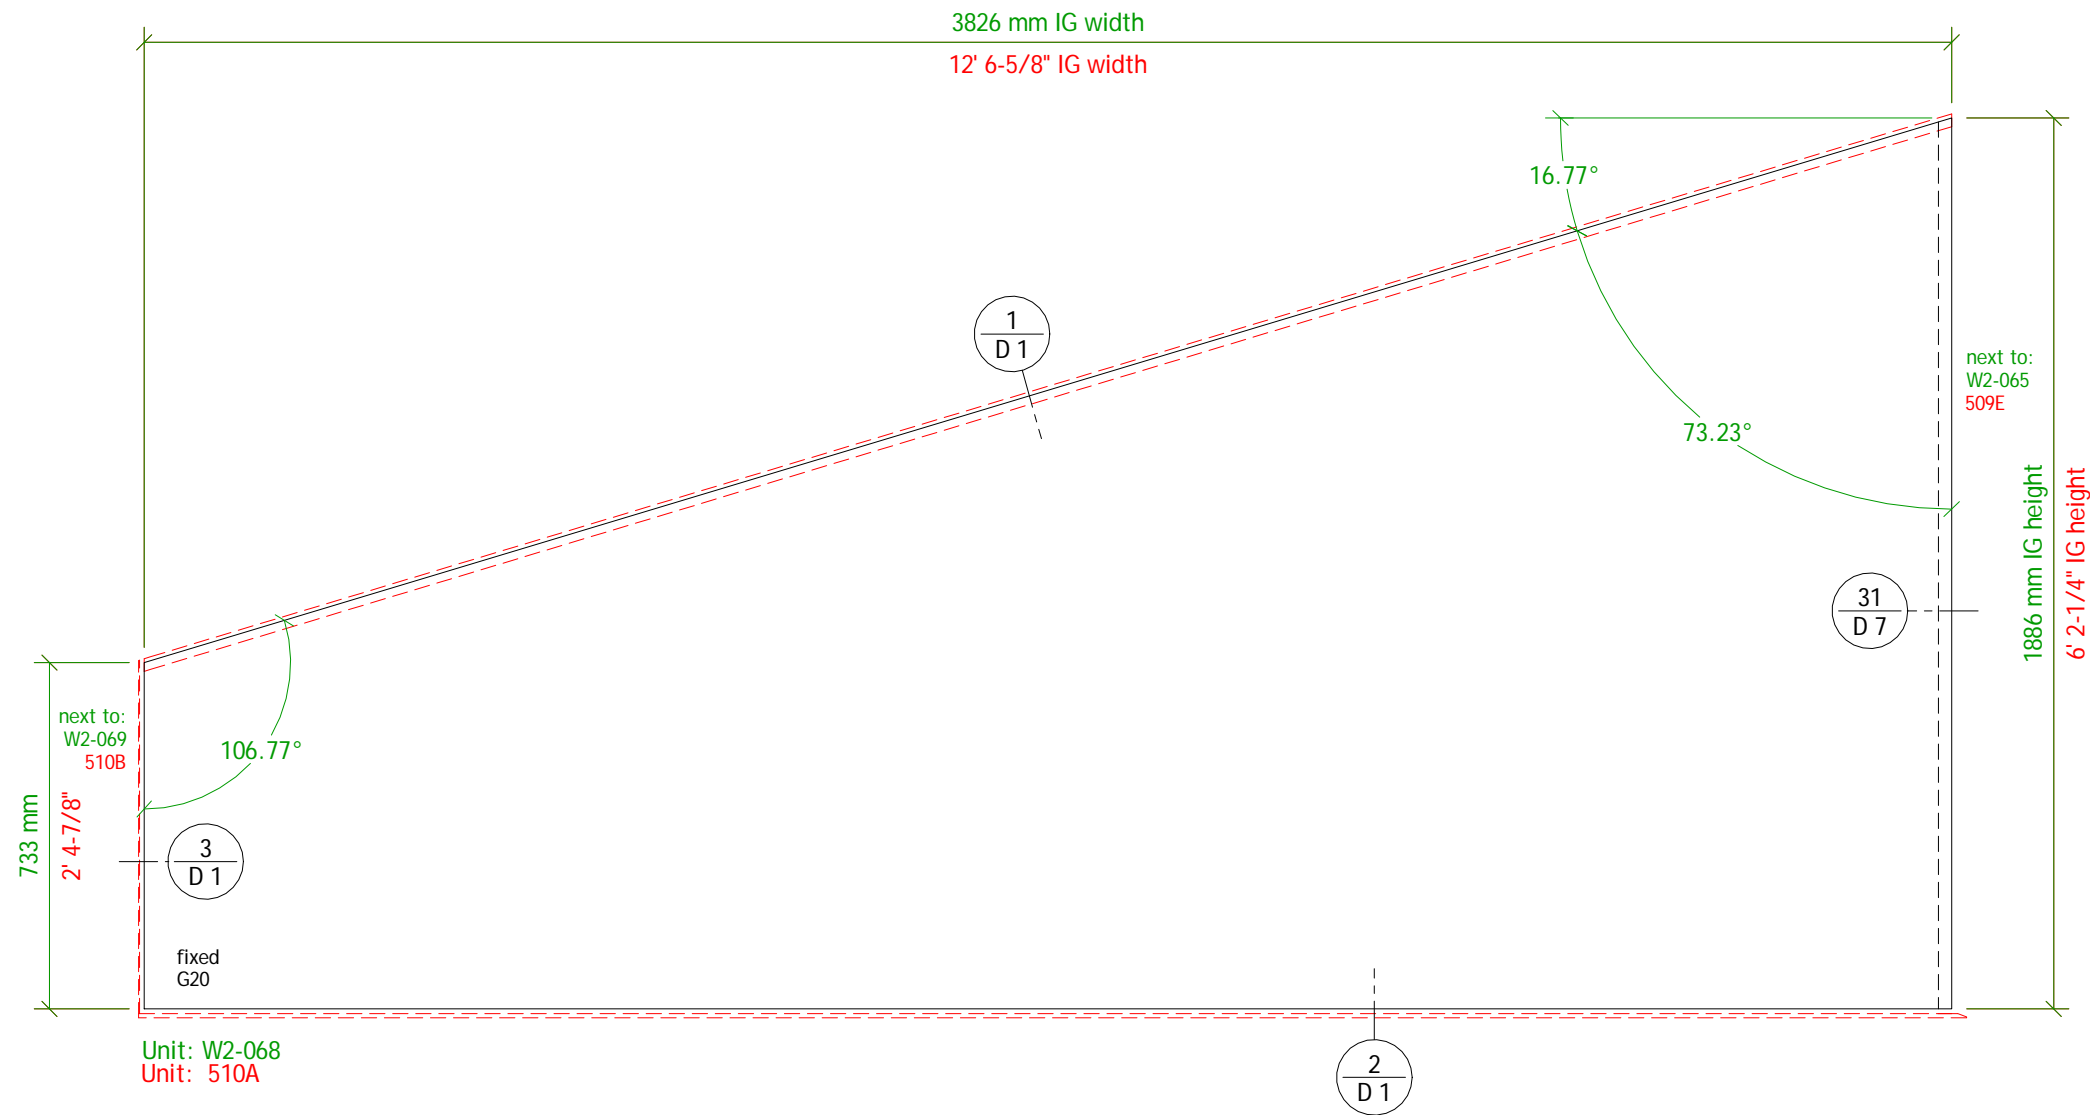 3826 mm IG width
12' 6-5/8" IG width
16.77°
1
D 1
next to:
W2-065
509E
73.23°
1886 mm IG height
6' 2-1/4" IG height
31
D 7
next to:
W2-069
510B
106.77°
733 mm
2' 4-7/8"
3
D 1
fixed
G20
Unit: W2-068
Unit: 510A
2
D 1